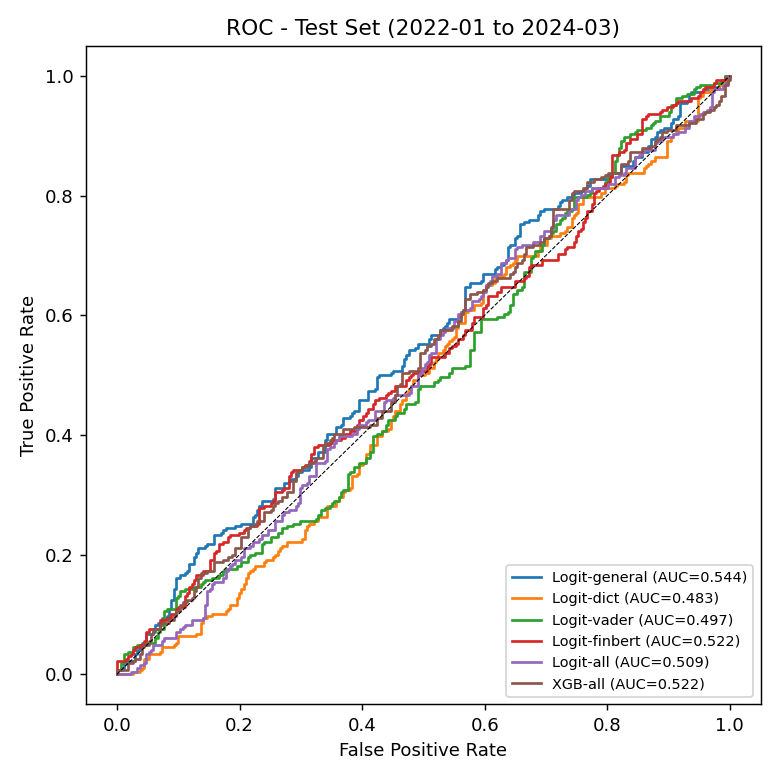 ROC - Test Set (2022-01 to 2024-03)
True Positive Rate
1.0
0.8
0.6
0.4
0.2
0.0
Logit-general (AUC=0.544)
Logit-dict (AUC=0.483)
Logit-vader (AUC=0.497)
Logit-finbert (AUC=0.522)
Logit-all (AUC=0.509)
XGB-all (AUC=0.522)
0.0 0.2 0.4 0.6 0.8 1.0
False Positive Rate